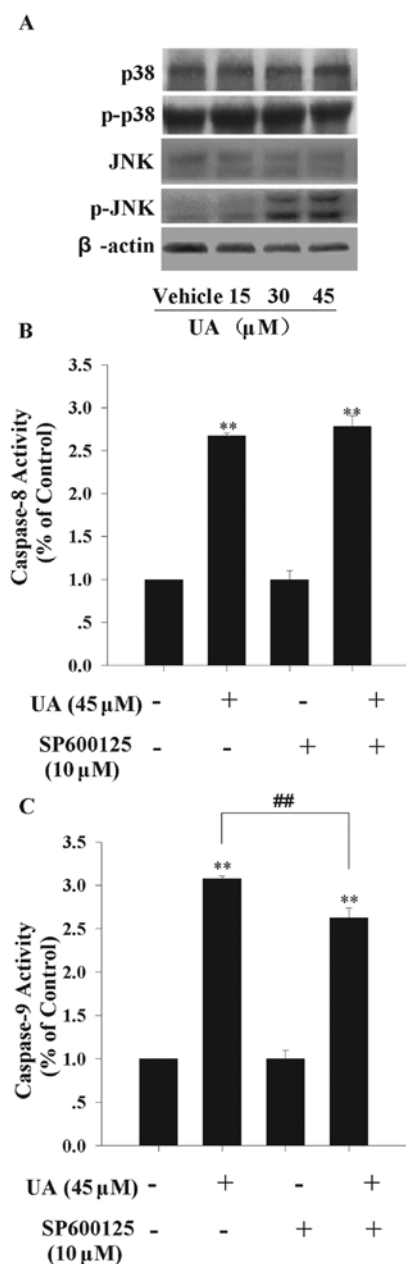 A
p38
p-p38
JNK
p-JNK
β -actin
Vehicle 15 30 45
UA (μM)
B
Caspase-8 Activity
(% of Control)
3.5
3.0
2.5
2.0
1.5
1.0
.5
0.0
**
**
UA (45 μM) - + - +
SP600125 - - + +
(10 μM)
C
##
Caspase-9 Activity
(% of Control)
3.5
3.0
2.5
2.0
1.5
1.0
.5
0.0
**
**
UA (45 μM) - + - +
SP600125 - - + +
(10 μM)